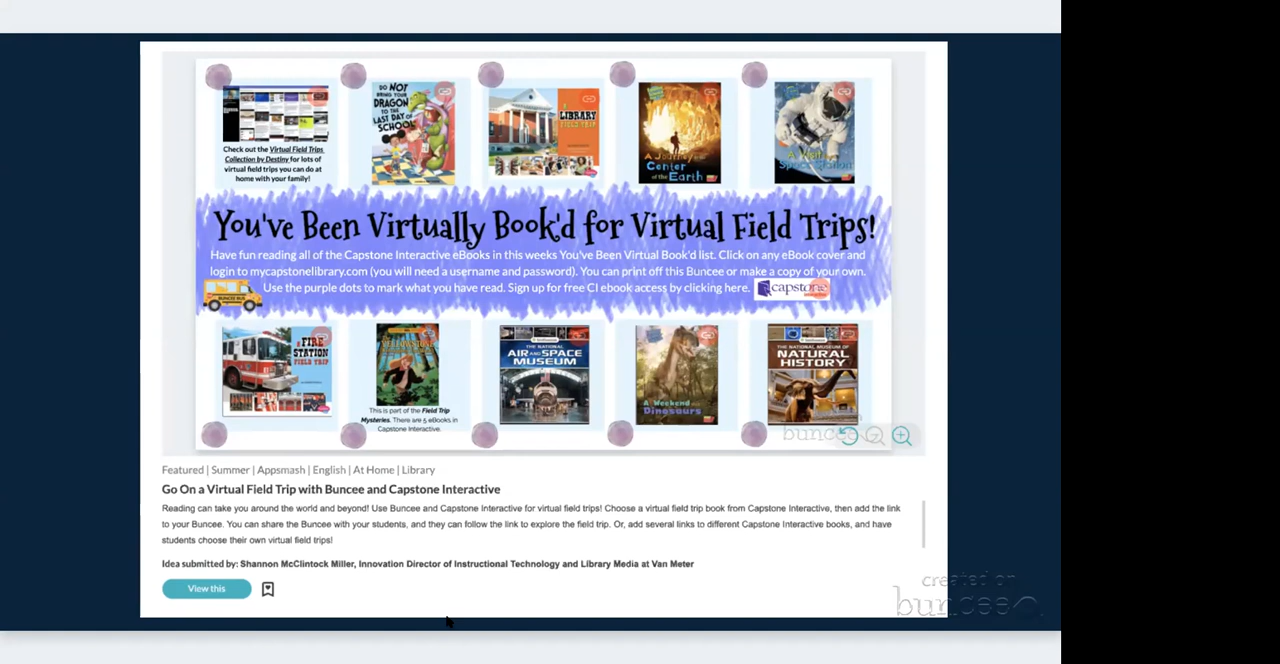 DO NOT
BRING YOUR
DRAGON
TO THE
LAST DAY OF
SCHOOL
LIBRARY
FIELD TRIP
A Journey to the
Center
of the Earth
A Visit to a
Space Station
Check out the Virtual Field Trips
Collection by Destiny for lots of
virtual field trips you can do at
home with your family!
You've Been Virtually Book'd for Virtual Field Trips!
Have fun reading all of the Capstone Interactive eBooks in this weeks You've Been Virtual Book'd list. Click on any eBook cover and
login to mycapstonelibrary.com (you will need a username and password). You can print off this Buncee or make a copy of your own.
Use the purple dots to mark what you have read. Sign up for free CI ebook access by clicking here.
capstone
BUNCEE BUS
A FIRE
STATION
FIELD TRIP
YELLOWSTONE
This is part of the Field Trip
Mysteries. There are 5 eBooks in
Capstone Interactive.
THE NATIONAL
AIR AND SPACE
MUSEUM
A Weekend with
Dinosaurs
THE NATIONAL MUSEUM OF
NATURAL
HISTORY
buncee
Featured | Summer | Appsmash | English | At Home | Library
Go On a Virtual Field Trip with Buncee and Capstone Interactive
Reading can take you around the world and beyond! Use Buncee and Capstone Interactive for virtual field trips! Choose a virtual field trip book from Capstone Interactive, then add the link
to your Buncee. You can share the Buncee with your students, and they can follow the link to explore the field trip. Or, add several links to different Capstone Interactive books, and have
students choose their own virtual field trips!
Idea submitted by: Shannon McClintock Miller, Innovation Director of Instructional Technology and Library Media at Van Meter
View this
created on
buncee